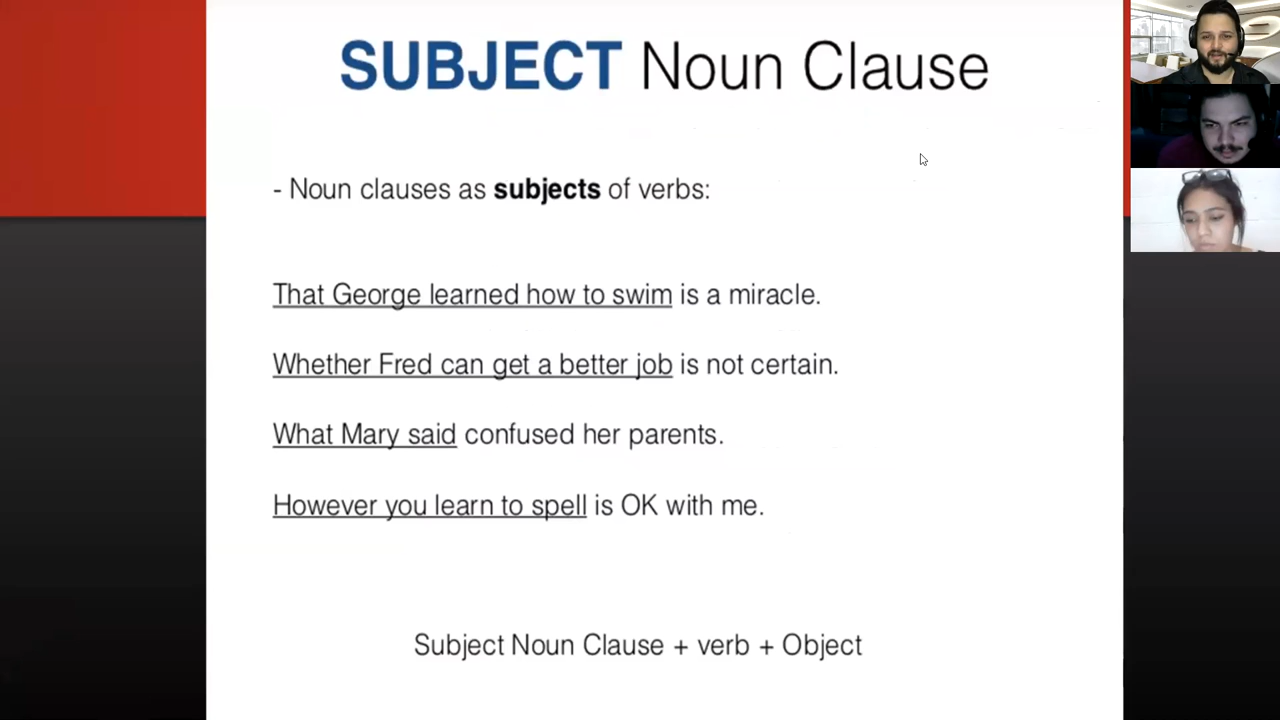 SUBJECT Noun Clause
- Noun clauses as subjects of verbs:
That George learned how to swim is a miracle.
Whether Fred can get a better job is not certain.
What Mary said confused her parents.
However you learn to spell is OK with me.
Subject Noun Clause + verb + Object